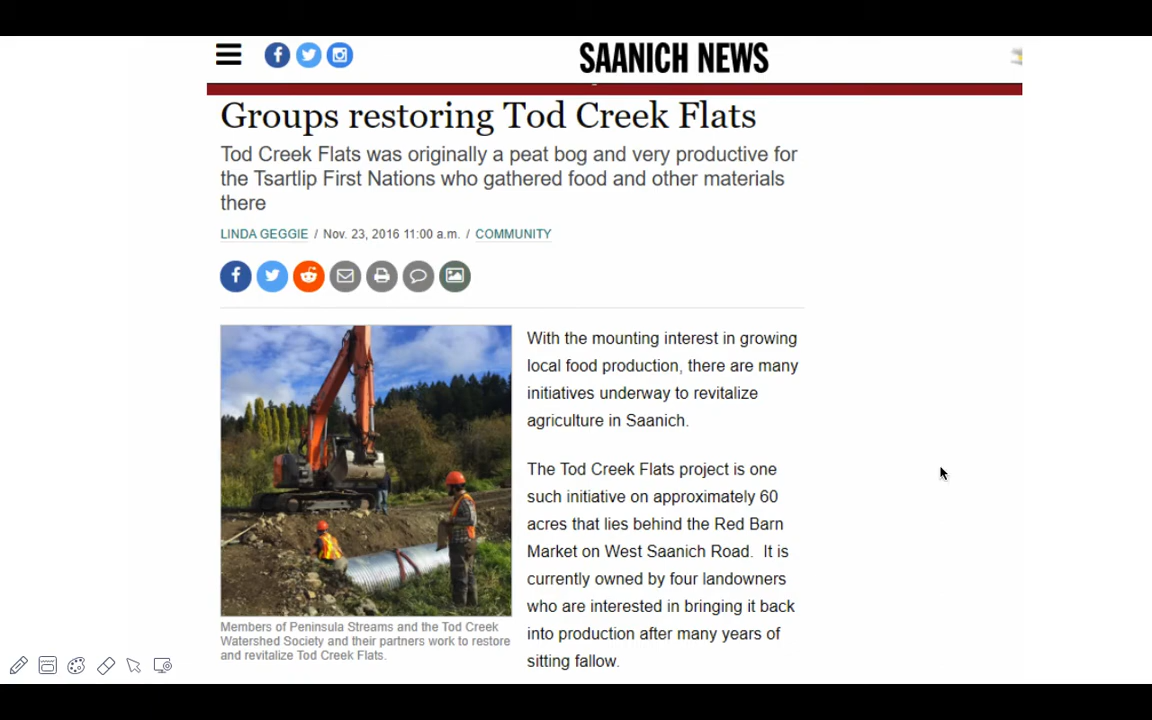 SAANICH NEWS
Groups restoring Tod Creek Flats
Tod Creek Flats was originally a peat bog and very productive for
the Tsartlip First Nations who gathered food and other materials
there
LINDA GEGGIE / Nov. 23, 2016 11:00 a.m. / COMMUNITY
With the mounting interest in growing
local food production, there are many
initiatives underway to revitalize
agriculture in Saanich.
The Tod Creek Flats project is one
such initiative on approximately 60
acres that lies behind the Red Barn
Market on West Saanich Road. It is
currently owned by four landowners
who are interested in bringing it back
into production after many years of
sitting fallow.
Members of Peninsula Streams and the Tod Creek
Watershed Society and their partners work to restore
and revitalize Tod Creek Flats.